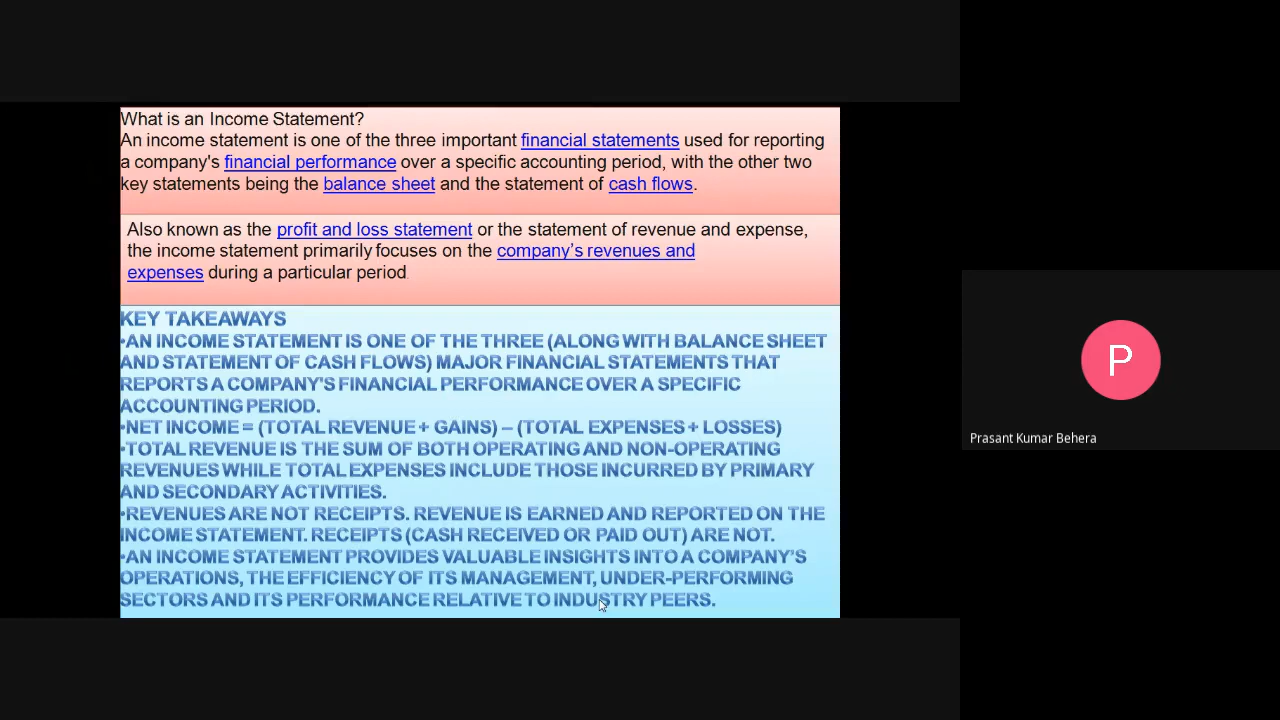 What is an Income Statement?
An income statement is one of the three important financial statements used for reporting
a company's financial performance over a specific accounting period, with the other two
key statements being the balance sheet and the statement of cash flows.
Also known as the profit and loss statement or the statement of revenue and expense,
the income statement primarily focuses on the company's revenues and
expenses during a particular period.
KEY TAKEAWAYS
•AN INCOME STATEMENT IS ONE OF THE THREE (ALONG WITH BALANCE SHEET
AND STATEMENT OF CASH FLOWS) MAJOR FINANCIAL STATEMENTS THAT
REPORTS A COMPANY'S FINANCIAL PERFORMANCE OVER A SPECIFIC
ACCOUNTING PERIOD.
•NET INCOME = (TOTAL REVENUE + GAINS) – (TOTAL EXPENSES + LOSSES)
•TOTAL REVENUE IS THE SUM OF BOTH OPERATING AND NON-OPERATING
REVENUES WHILE TOTAL EXPENSES INCLUDE THOSE INCURRED BY PRIMARY
AND SECONDARY ACTIVITIES.
•REVENUES ARE NOT RECEIPTS. REVENUE IS EARNED AND REPORTED ON THE
INCOME STATEMENT. RECEIPTS (CASH RECEIVED OR PAID OUT) ARE NOT.
•AN INCOME STATEMENT PROVIDES VALUABLE INSIGHTS INTO A COMPANY'S
OPERATIONS, THE EFFICIENCY OF ITS MANAGEMENT, UNDER-PERFORMING
SECTORS AND ITS PERFORMANCE RELATIVE TO INDUSTRY PEERS.
P
Prasant Kumar Behera